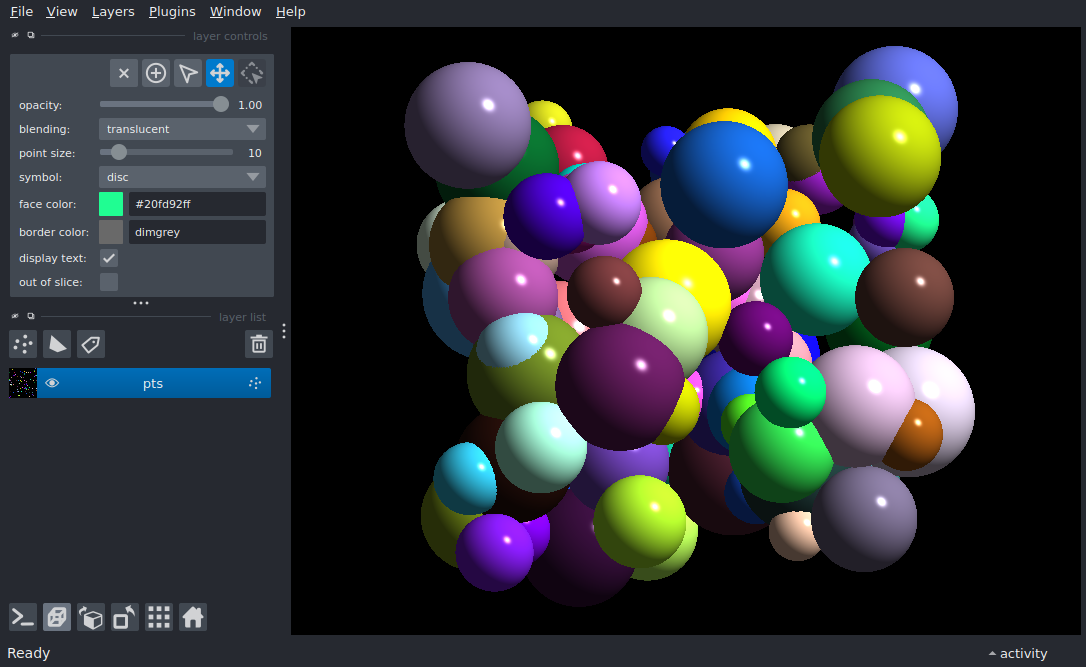 File View Layers Plugins Window Help
layer controls
opacity: 1.00
blending: translucent
point size: 10
symbol: disc
face color: #20fd92ff
border color: dimgrey
display text:
out of slice:
layer list
pts
Ready
activity